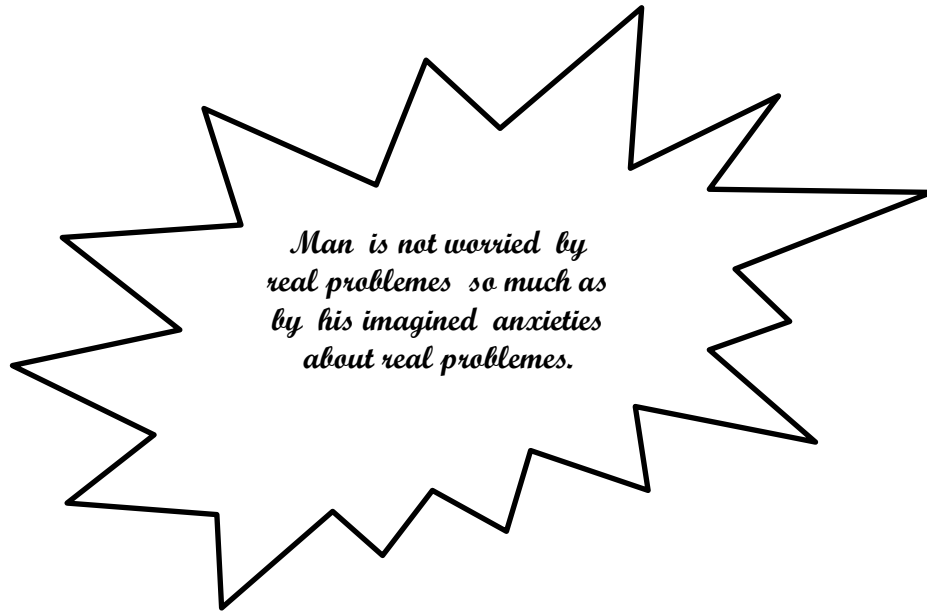 Man is not worried by
real problemes so much as
by his imagined anxieties
about real problemes.